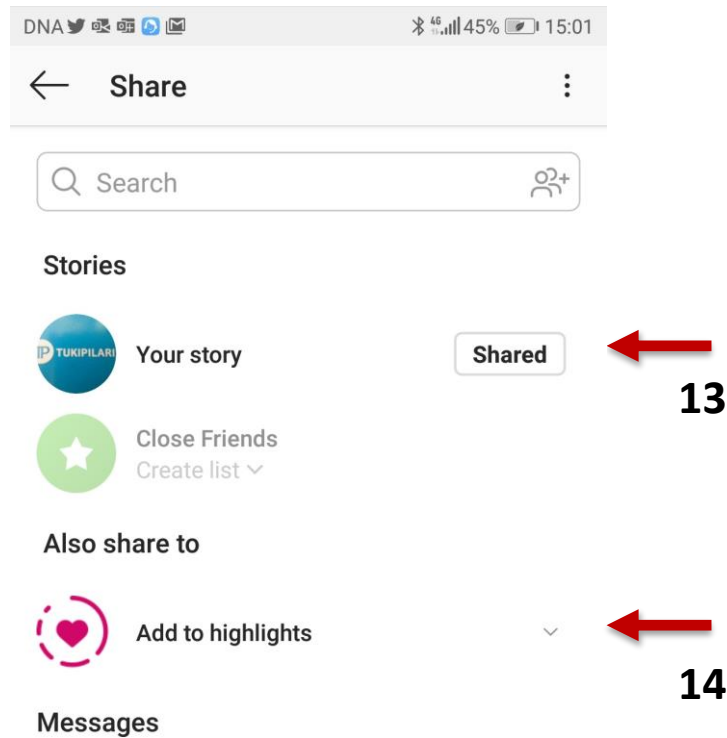 DNA 4G 45% 15:01
Share
Search
Stories
TUKIPILARI
Your story
Shared
13
Close Friends
Create list
Also share to
Add to highlights
14
Messages